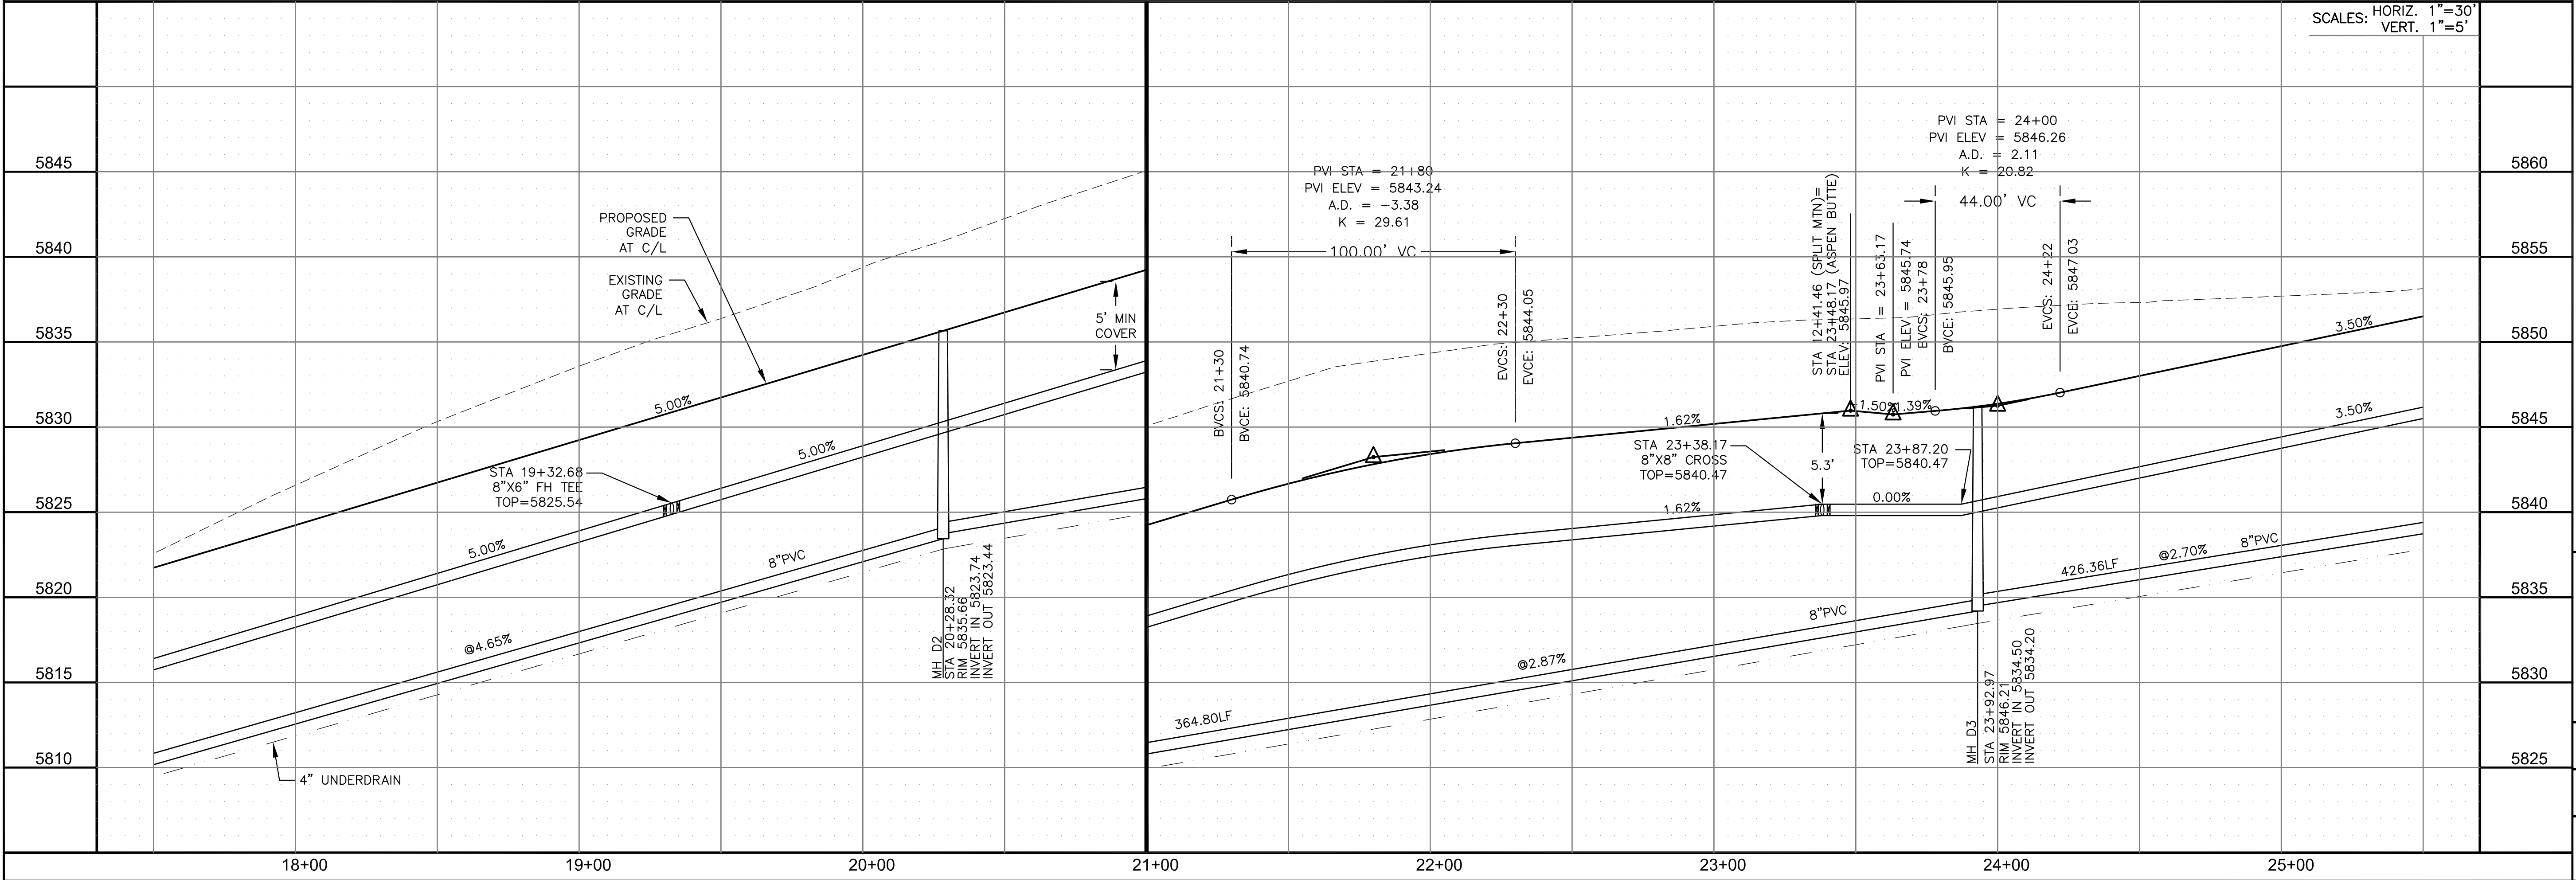 SCALES: HORIZ. 1"=30'
VERT. 1"=5'
5845
5840
5835
5830
5825
5820
5815
5810
PROPOSED
GRADE
AT C/L
EXISTING
GRADE
AT C/L
5.00%
5.00%
5.00%
STA 19+32.68
8"X6" FH TEE
TOP=5825.54
8"PVC
@4.65%
4" UNDERDRAIN
MH D2
STA 20+28.32
RIM 5835.66
INVERT IN 5823.74
INVERT OUT 5823.44
5' MIN
COVER
PVI STA = 21+80
PVI ELEV = 5843.24
A.D. = -3.38
K = 29.61
100.00' VC
BVCS: 21+30
BVCE: 5840.74
EVCS: 22+30
EVCE: 5844.05
1.62%
1.62%
STA 23+38.17
8"X8" CROSS
TOP=5840.47
5.3'
STA 12+41.46 (SPLIT MTN)=
STA 23+48.17 (ASPEN BUTTE)
ELEV: 5845.97
PVI STA = 23+63.17
PVI ELEV = 5845.74
-1.50%
1.39%
EVCS: 23+78
BVCE: 5845.95
PVI STA = 24+00
PVI ELEV = 5846.26
A.D. = 2.11
K = 20.82
44.00' VC
EVCS: 24+22
EVCE: 5847.03
STA 23+87.20
TOP=5840.47
0.00%
3.50%
3.50%
364.80LF
@2.87%
8"PVC
426.36LF
@2.70%
8"PVC
MH D3
STA 23+92.97
RIM 5846.21
INVERT IN 5834.50
INVERT OUT 5834.20
5860
5855
5850
5845
5840
5835
5830
5825
18+00
19+00
20+00
21+00
22+00
23+00
24+00
25+00